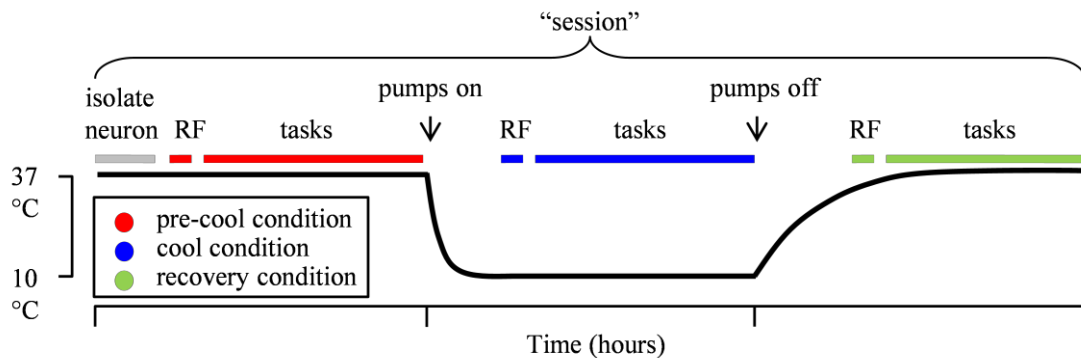 “session”
isolate
neuron
RF
tasks
pumps on
RF
tasks
pumps off
RF
tasks
37
°C
10
°C
pre-cool condition
cool condition
recovery condition
Time (hours)